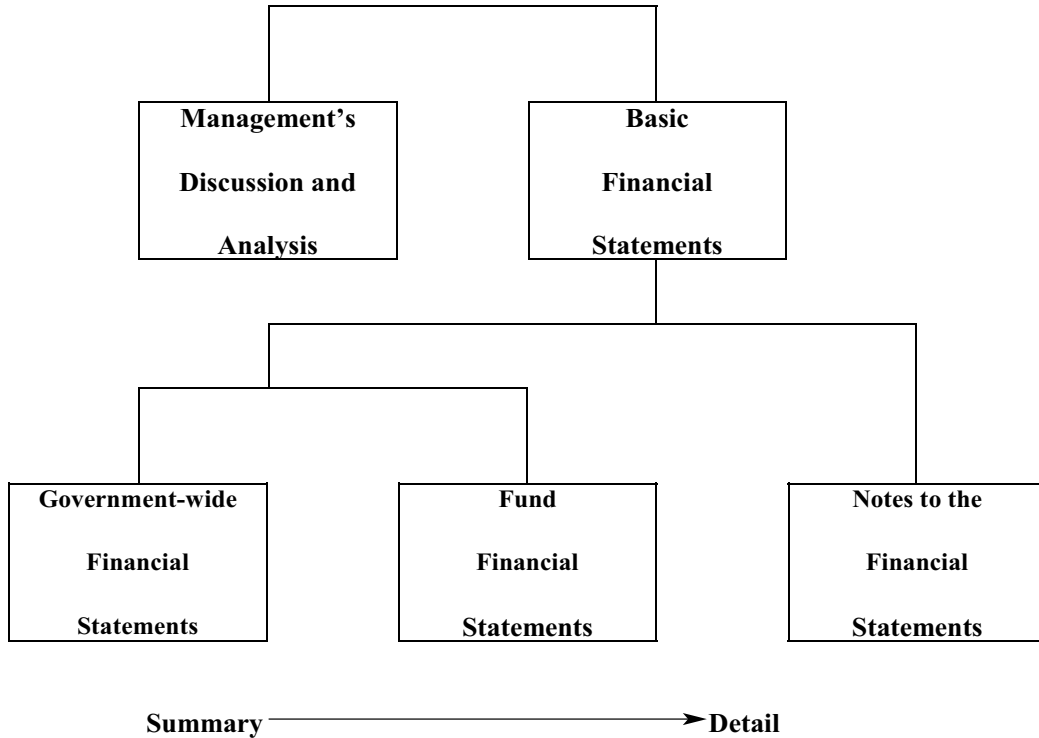 Management’s
Discussion and
Analysis
Basic
Financial
Statements
Government-wide
Financial
Statements
Fund
Financial
Statements
Notes to the
Financial
Statements
Summary
Detail